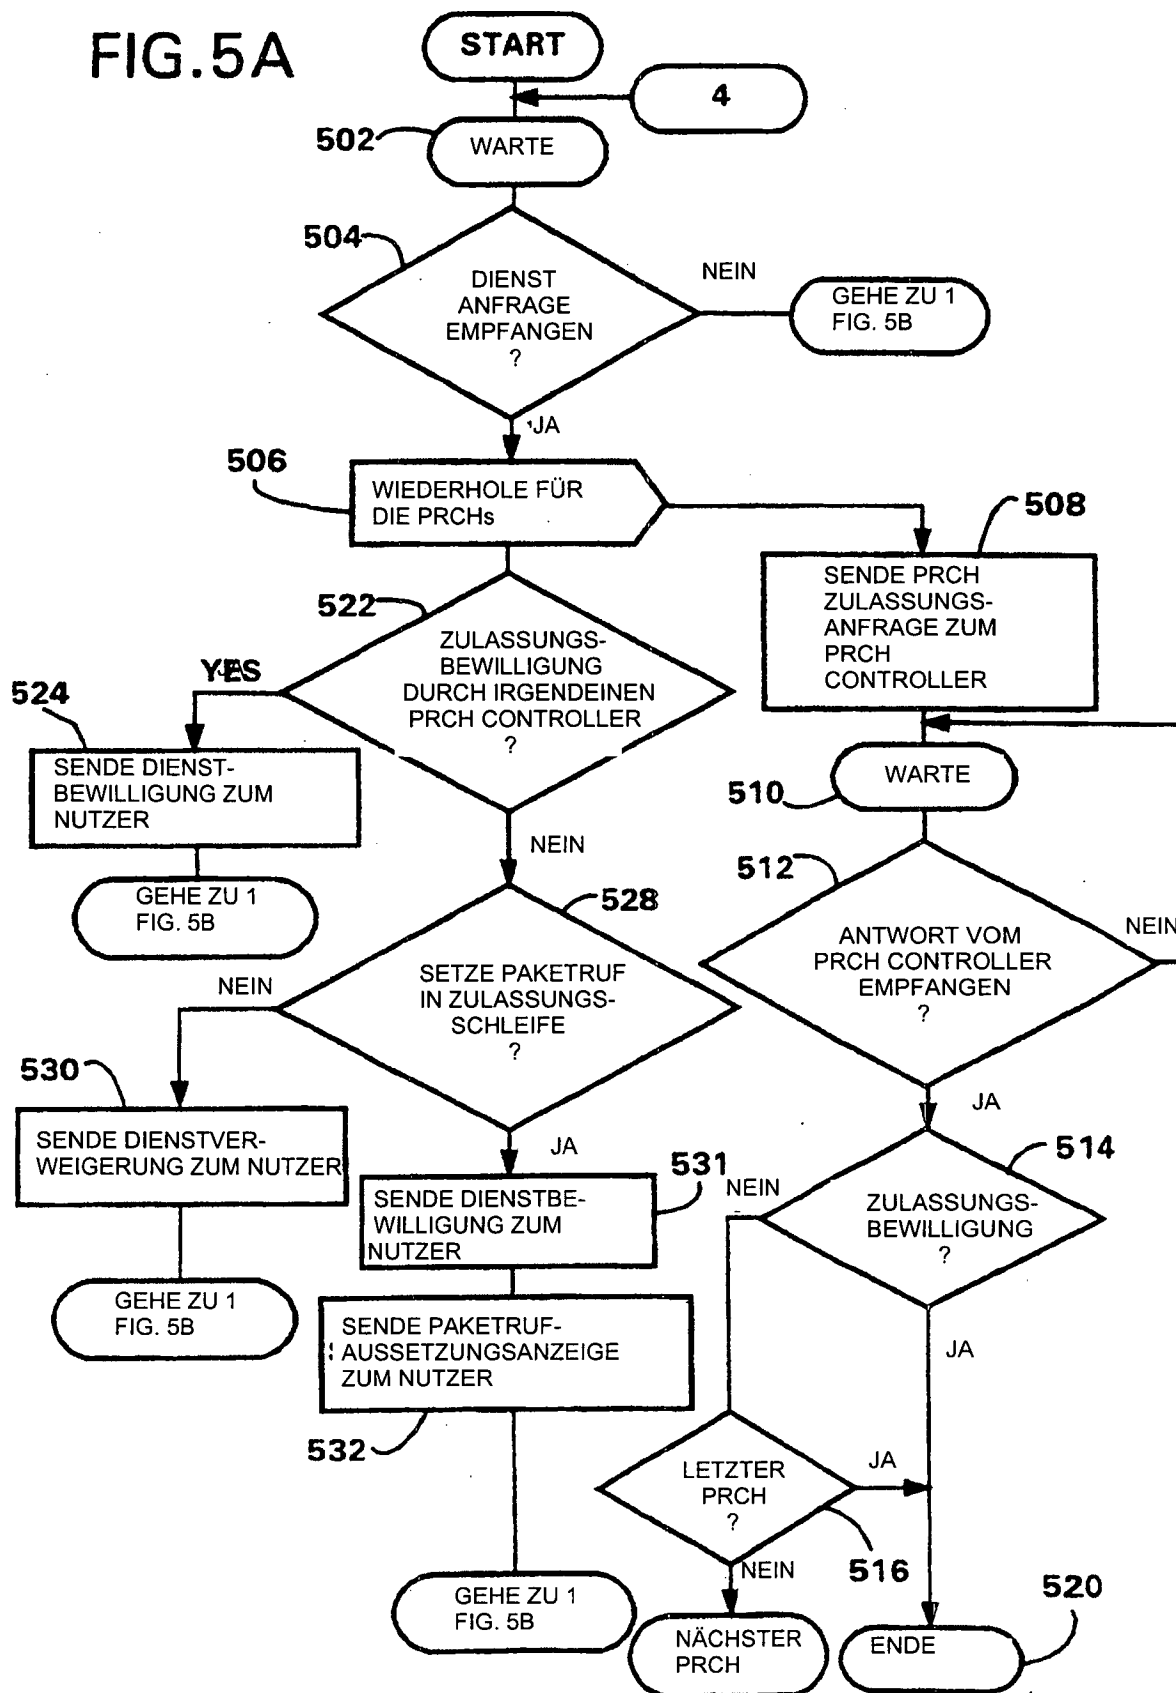 FIG.5A
START
4
502
WARTE
504
DIENST
ANFRAGE
EMPFANGEN
?
NEIN
GEHE ZU 1
FIG. 5B
JA
506
WIEDERHOLE FÜR
DIE PRCHs
508
SENDE PRCH
ZULASSUNGS-
ANFRAGE ZUM
PRCH
CONTROLLER
522
ZULASSUNGS-
BEWILLIGUNG
DURCH IRGENDEINEN
PRCH CONTROLLER
?
YES
524
SENDE DIENST-
BEWILLIGUNG ZUM
NUTZER
GEHE ZU 1
FIG. 5B
NEIN
510
WARTE
512
ANTWORT VOM
PRCH CONTROLLER
EMPFANGEN
?
NEIN
JA
528
SETZE PAKETRUF
IN ZULASSUNGS-
SCHLEIFE
?
NEIN
530
SENDE DIENSTVER-
WEIGERUNG ZUM NUTZER
GEHE ZU 1
FIG. 5B
JA
531
SENDE DIENSTBE-
WILLIGUNG ZUM
NUTZER
SENDE PAKETRUF-
AUSSETZUNGSANZEIGE
ZUM NUTZER
532
GEHE ZU 1
FIG. 5B
514
ZULASSUNGS-
BEWILLIGUNG
?
NEIN
JA
LETZTER
PRCH
?
JA
516
NEIN
NÄCHSTER
PRCH
520
ENDE